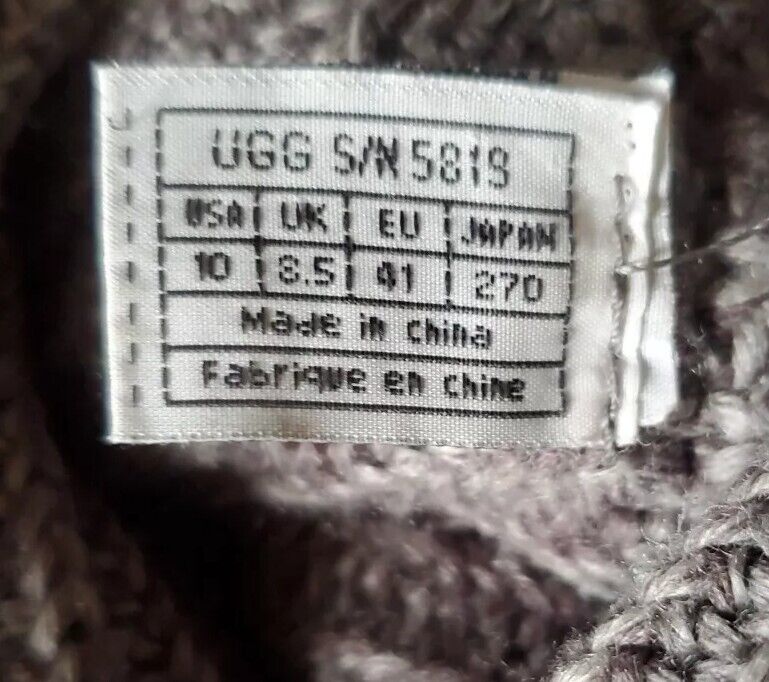 UGG S/N 5819
USA UK EU JAPAN
10 8.5 41 270
Made in China
Fabrique en Chine